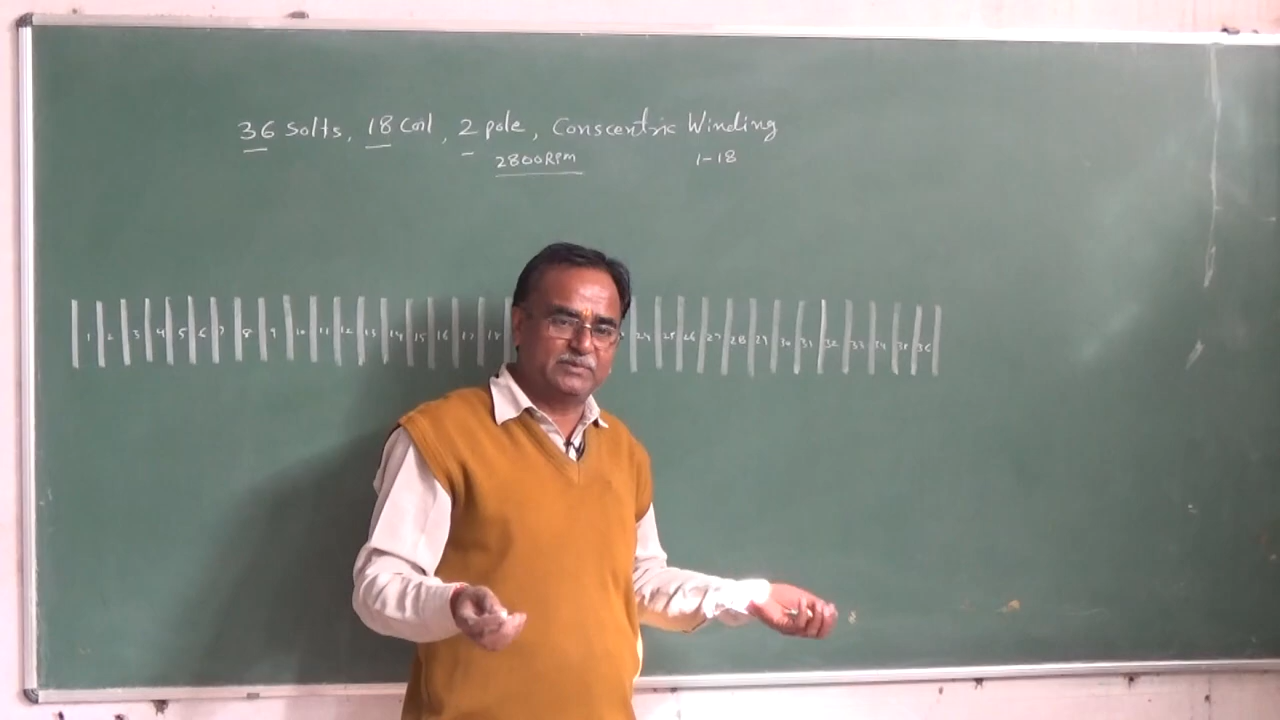 36 Solts, 18 Coil, 2 pole, Conscentric Winding
2800RPM 1-18
1 2 3 4 5 6 7 8 9 10 11 12 13 14 15 16 17 18 24 25 26 27 28 29 30 31 32 33 34 35 36